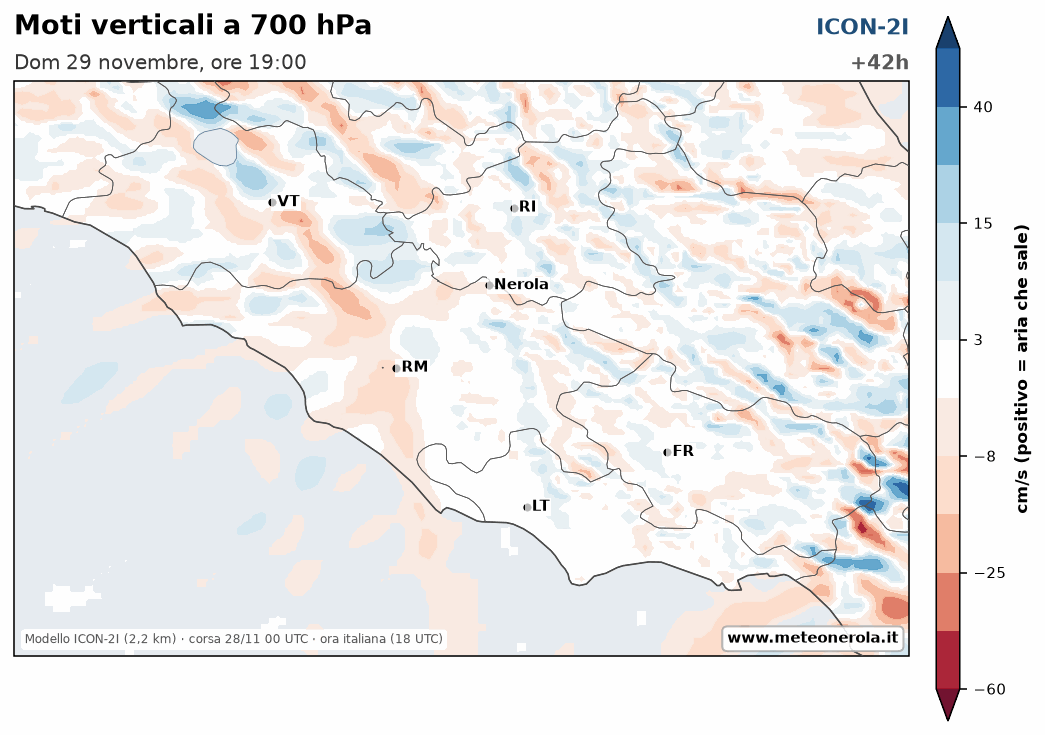 Moti verticali a 700 hPa
ICON-2I
Dom 29 novembre, ore 19:00
+42h
VT
RI
Nerola
RM
FR
LT
40
15
3
−8
−25
−60
cm/s (positivo = aria che sale)
Modello ICON-2I (2,2 km) · corsa 28/11 00 UTC · ora italiana (18 UTC)
www.meteonerola.it